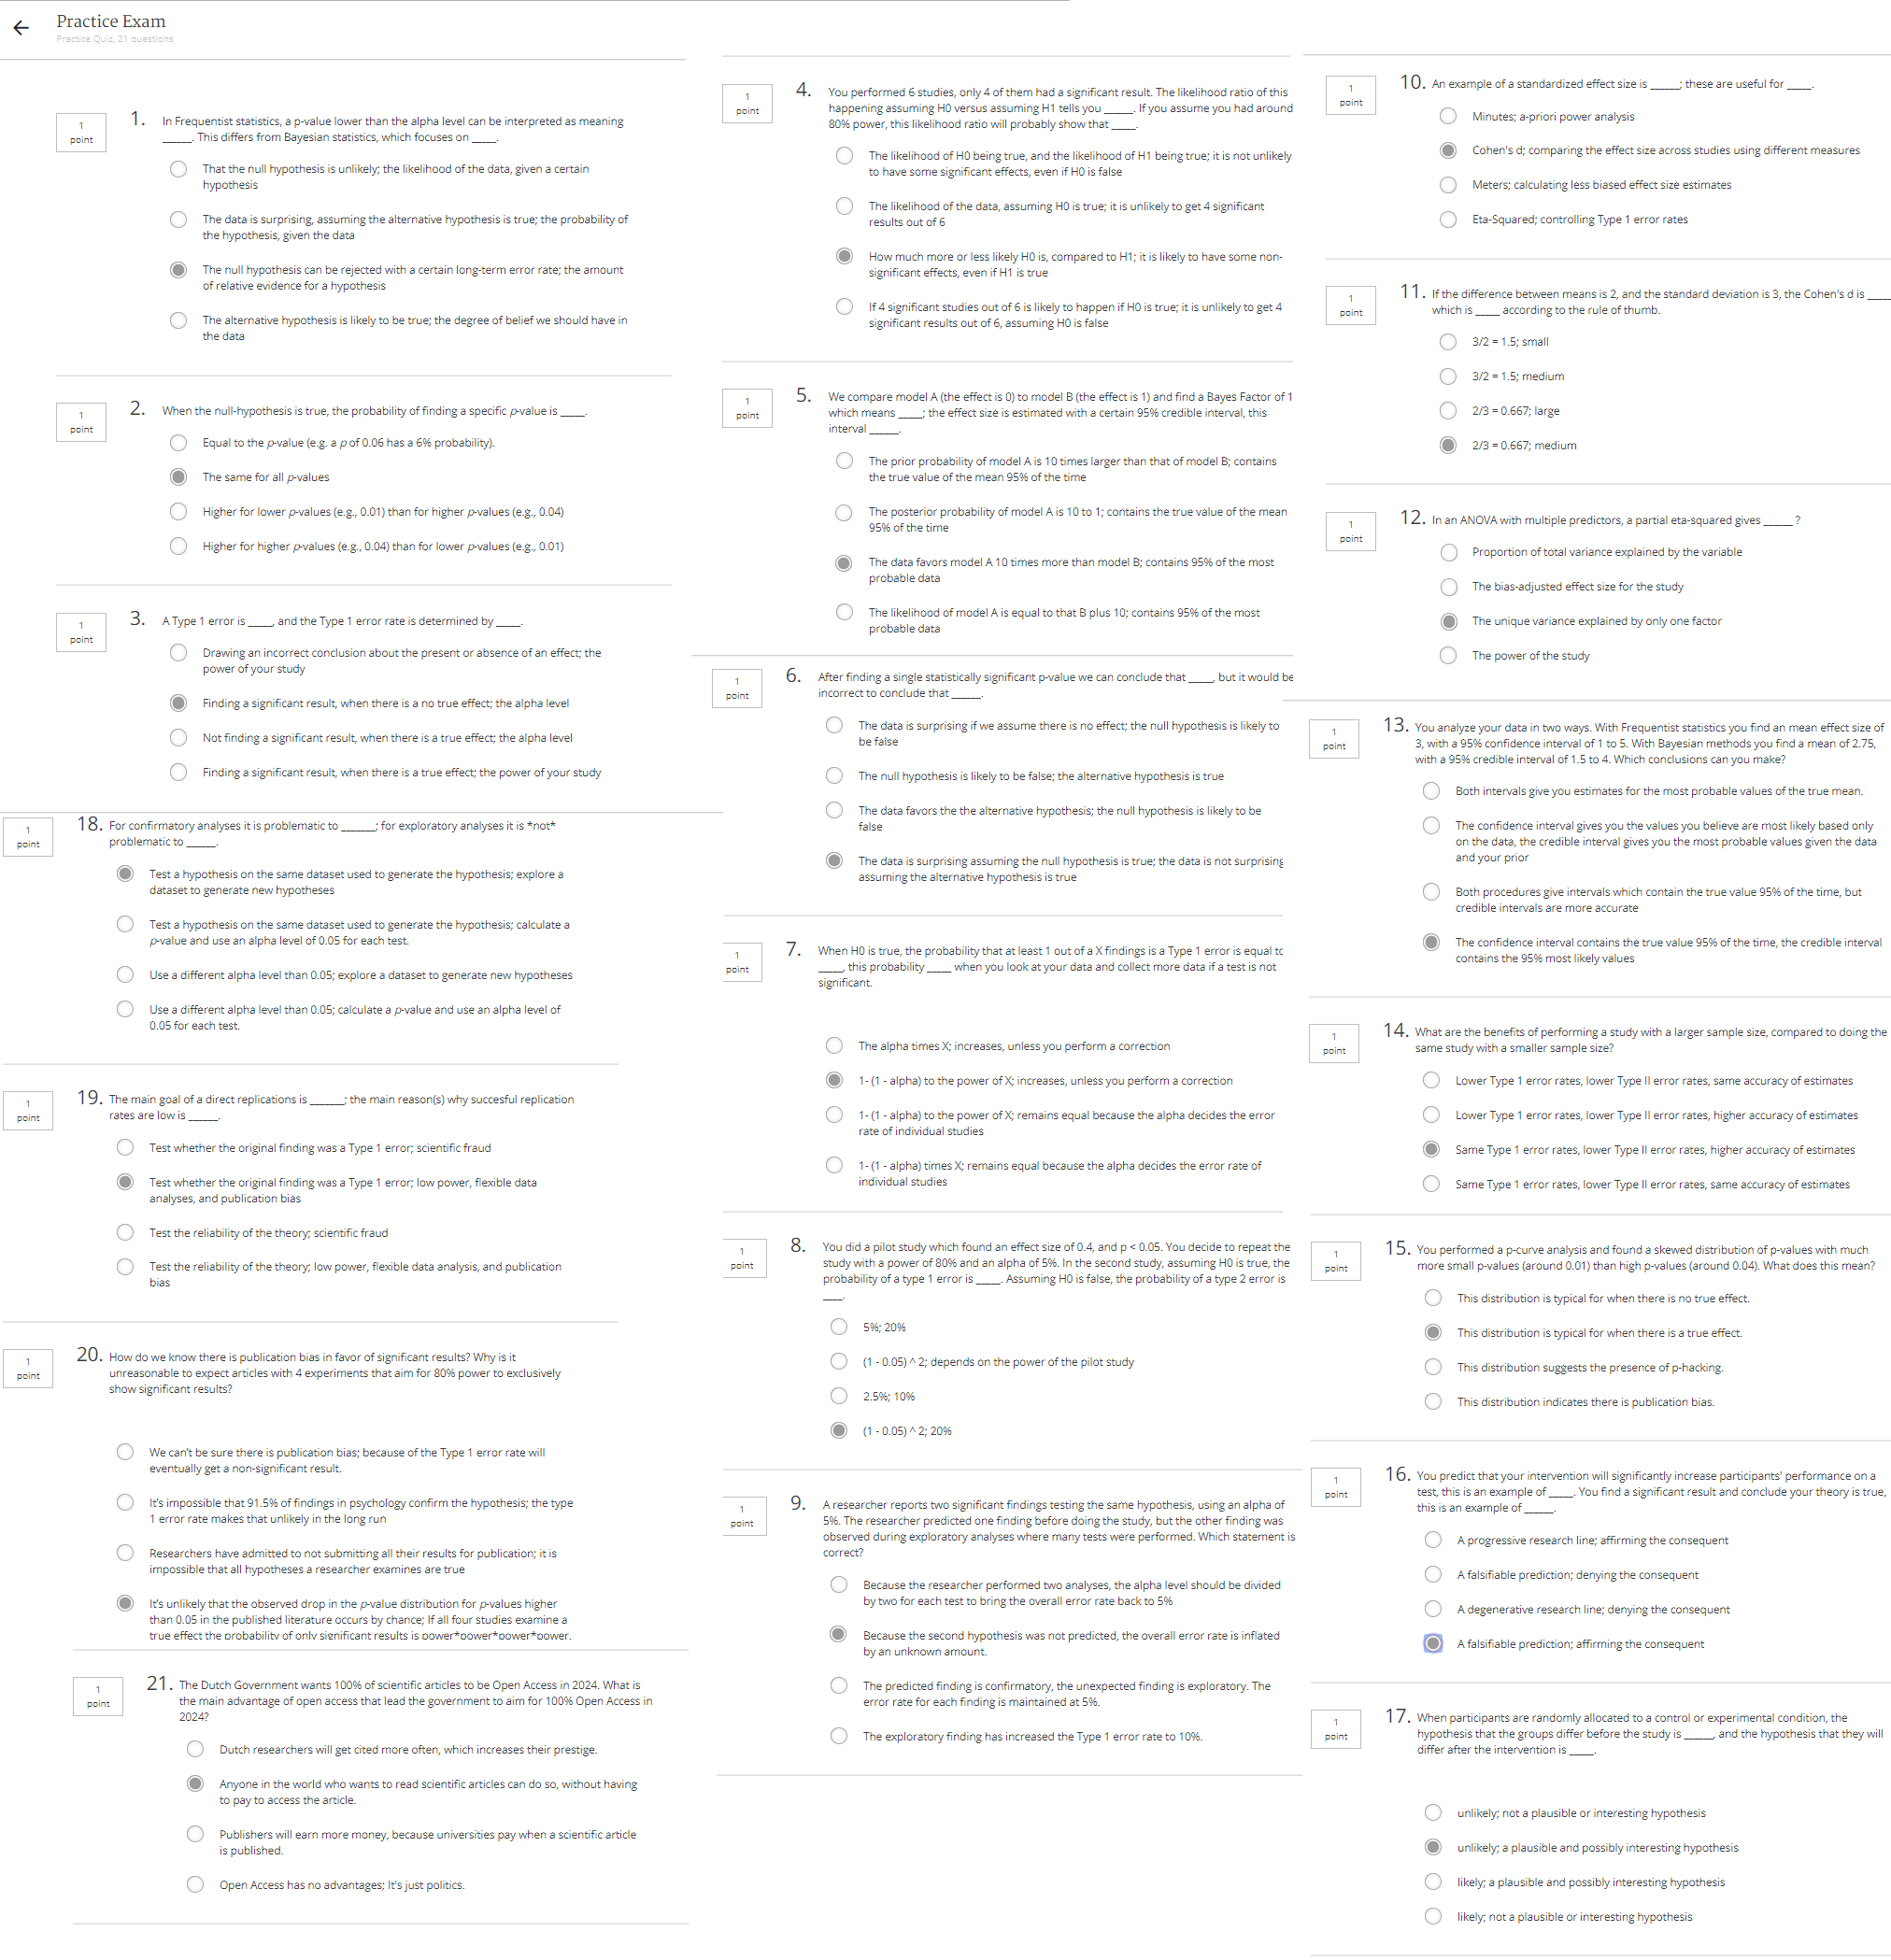 Practice Exam
Practice Quiz, 21 questions
1
point
1.
In Frequentist statistics, a p-value lower than the alpha level can be interpreted as meaning
_____. This differs from Bayesian statistics, which focuses on _____.
That the null hypothesis is unlikely; the likelihood of the data, given a certain
hypothesis
The data is surprising, assuming the alternative hypothesis is true; the probability of
the hypothesis, given the data
The null hypothesis can be rejected with a certain long-term error rate; the amount
of relative evidence for a hypothesis
The alternative hypothesis is likely to be true; the degree of belief we should have in
the data
1
point
2.
When the null-hypothesis is true, the probability of finding a specific p-value is _____.
Equal to the p-value (e.g. a p of 0.06 has a 6% probability).
The same for all p-values
Higher for lower p-values (e.g., 0.01) than for higher p-values (e.g., 0.04)
Higher for higher p-values (e.g., 0.04) than for lower p-values (e.g., 0.01)
1
point
3.
A Type 1 error is _____, and the Type 1 error rate is determined by _____.
Drawing an incorrect conclusion about the present or absence of an effect; the
power of your study
Finding a significant result, when there is a no true effect; the alpha level
Not finding a significant result, when there is a true effect; the alpha level
Finding a significant result, when there is a true effect; the power of your study
1
point
18.
For confirmatory analyses it is problematic to ______; for exploratory analyses it is *not*
problematic to _____.
Test a hypothesis on the same dataset used to generate the hypothesis; explore a
dataset to generate new hypotheses
Test a hypothesis on the same dataset used to generate the hypothesis; calculate a
p-value and use an alpha level of 0.05 for each test.
Use a different alpha level than 0.05; explore a dataset to generate new hypotheses
Use a different alpha level than 0.05; calculate a p-value and use an alpha level of
0.05 for each test.
1
point
19.
The main goal of a direct replications is ______; the main reason(s) why succesful replication
rates are low is _____.
Test whether the original finding was a Type 1 error; scientific fraud
Test whether the original finding was a Type 1 error; low power, flexible data
analyses, and publication bias
Test the reliability of the theory; scientific fraud
Test the reliability of the theory; low power, flexible data analysis, and publication
bias
1
point
20.
How do we know there is publication bias in favor of significant results? Why is it
unreasonable to expect articles with 4 experiments that aim for 80% power to exclusively
show significant results?
We can't be sure there is publication bias; because of the Type 1 error rate will
eventually get a non-significant result.
It's impossible that 91.5% of findings in psychology confirm the hypothesis; the type
1 error rate makes that unlikely in the long run
Researchers have admitted to not submitting all their results for publication; it is
impossible that all hypotheses a researcher examines are true
It's unlikely that the observed drop in the p-value distribution for p-values higher
than 0.05 in the published literature occurs by chance; If all four studies examine a
true effect the probability of only significant results is power*power*power*power.
1
point
21.
The Dutch Government wants 100% of scientific articles to be Open Access in 2024. What is
the main advantage of open access that lead the government to aim for 100% Open Access in
2024?
Dutch researchers will get cited more often, which increases their prestige.
Anyone in the world who wants to read scientific articles can do so, without having
to pay to access the article.
Publishers will earn more money, because universities pay when a scientific article
is published.
Open Access has no advantages; It's just politics.
1
point
4.
You performed 6 studies, only 4 of them had a significant result. The likelihood ratio of this
happening assuming H0 versus assuming H1 tells you _____. If you assume you had around
80% power, this likelihood ratio will probably show that ____.
The likelihood of H0 being true, and the likelihood of H1 being true; it is not unlikely
to have some significant effects, even if H0 is false
The likelihood of the data, assuming H0 is true; it is unlikely to get 4 significant
results out of 6
How much more or less likely H0 is, compared to H1; it is likely to have some non-
significant effects, even if H1 is true
If 4 significant studies out of 6 is likely to happen if H0 is true; it is unlikely to get 4
significant results out of 6, assuming H0 is false
1
point
5.
We compare model A (the effect is 0) to model B (the effect is 1) and find a Bayes Factor of 1
which means ____; the effect size is estimated with a certain 95% credible interval, this
interval _____.
The prior probability of model A is 10 times larger than that of model B; contains
the true value of the mean 95% of the time
The posterior probability of model A is 10 to 1; contains the true value of the mean
95% of the time
The data favors model A 10 times more than model B; contains 95% of the most
probable data
The likelihood of model A is equal to that B plus 10; contains 95% of the most
probable data
1
point
6.
After finding a single statistically significant p-value we can conclude that ____, but it would be
incorrect to conclude that _____.
The data is surprising if we assume there is no effect; the null hypothesis is likely to
be false
The null hypothesis is likely to be false; the alternative hypothesis is true
The data favors the the alternative hypothesis; the null hypothesis is likely to be
false
The data is surprising assuming the null hypothesis is true; the data is not surprising
assuming the alternative hypothesis is true
1
point
7.
When H0 is true, the probability that at least 1 out of a X findings is a Type 1 error is equal to
____, this probability ____ when you look at your data and collect more data if a test is not
significant.
The alpha times X; increases, unless you perform a correction
1- (1 - alpha) to the power of X; increases, unless you perform a correction
1- (1 - alpha) to the power of X; remains equal because the alpha decides the error
rate of individual studies
1- (1 - alpha) times X; remains equal because the alpha decides the error rate of
individual studies
1
point
8.
You did a pilot study which found an effect size of 0.4, and p < 0.05. You decide to repeat the
study with a power of 80% and an alpha of 5%. In the second study, assuming H0 is true, the
probability of a type 1 error is ____. Assuming H0 is false, the probability of a type 2 error is
____.
5%; 20%
(1 - 0.05) ^ 2; depends on the power of the pilot study
2.5%; 10%
(1 - 0.05) ^ 2; 20%
1
point
9.
A researcher reports two significant findings testing the same hypothesis, using an alpha of
5%. The researcher predicted one finding before doing the study, but the other finding was
observed during exploratory analyses where many tests were performed. Which statement is
correct?
Because the researcher performed two analyses, the alpha level should be divided
by two for each test to bring the overall error rate back to 5%
Because the second hypothesis was not predicted, the overall error rate is inflated
by an unknown amount.
The predicted finding is confirmatory, the unexpected finding is exploratory. The
error rate for each finding is maintained at 5%.
The exploratory finding has increased the Type 1 error rate to 10%.
1
point
10.
An example of a standardized effect size is _____; these are useful for ____.
Minutes; a-priori power analysis
Cohen's d; comparing the effect size across studies using different measures
Meters; calculating less biased effect size estimates
Eta-Squared; controlling Type 1 error rates
1
point
11.
If the difference between means is 2, and the standard deviation is 3, the Cohen's d is ____
which is ____ according to the rule of thumb.
3/2 = 1.5; small
3/2 = 1.5; medium
2/3 = 0.667; large
2/3 = 0.667; medium
1
point
12.
In an ANOVA with multiple predictors, a partial eta-squared gives _____ ?
Proportion of total variance explained by the variable
The bias-adjusted effect size for the study
The unique variance explained by only one factor
The power of the study
1
point
13.
You analyze your data in two ways. With Frequentist statistics you find an mean effect size of
3, with a 95% confidence interval of 1 to 5. With Bayesian methods you find a mean of 2.75,
with a 95% credible interval of 1.5 to 4. Which conclusions can you make?
Both intervals give you estimates for the most probable values of the true mean.
The confidence interval gives you the values you believe are most likely based only
on the data, the credible interval gives you the most probable values given the data
and your prior
Both procedures give intervals which contain the true value 95% of the time, but
credible intervals are more accurate
The confidence interval contains the true value 95% of the time, the credible interval
contains the 95% most likely values
1
point
14.
What are the benefits of performing a study with a larger sample size, compared to doing the
same study with a smaller sample size?
Lower Type 1 error rates, lower Type II error rates, same accuracy of estimates
Lower Type 1 error rates, lower Type II error rates, higher accuracy of estimates
Same Type 1 error rates, lower Type II error rates, higher accuracy of estimates
Same Type 1 error rates, lower Type II error rates, same accuracy of estimates
1
point
15.
You performed a p-curve analysis and found a skewed distribution of p-values with much
more small p-values (around 0.01) than high p-values (around 0.04). What does this mean?
This distribution is typical for when there is no true effect.
This distribution is typical for when there is a true effect.
This distribution suggests the presence of p-hacking.
This distribution indicates there is publication bias.
1
point
16.
You predict that your intervention will significantly increase participants' performance on a
test, this is an example of ____. You find a significant result and conclude your theory is true,
this is an example of _____.
A progressive research line; affirming the consequent
A falsifiable prediction; denying the consequent
A degenerative research line; denying the consequent
A falsifiable prediction; affirming the consequent
1
point
17.
When participants are randomly allocated to a control or experimental condition, the
hypothesis that the groups differ before the study is _____, and the hypothesis that they will
differ after the intervention is ____.
unlikely; not a plausible or interesting hypothesis
unlikely; a plausible and possibly interesting hypothesis
likely; a plausible and possibly interesting hypothesis
likely; not a plausible or interesting hypothesis